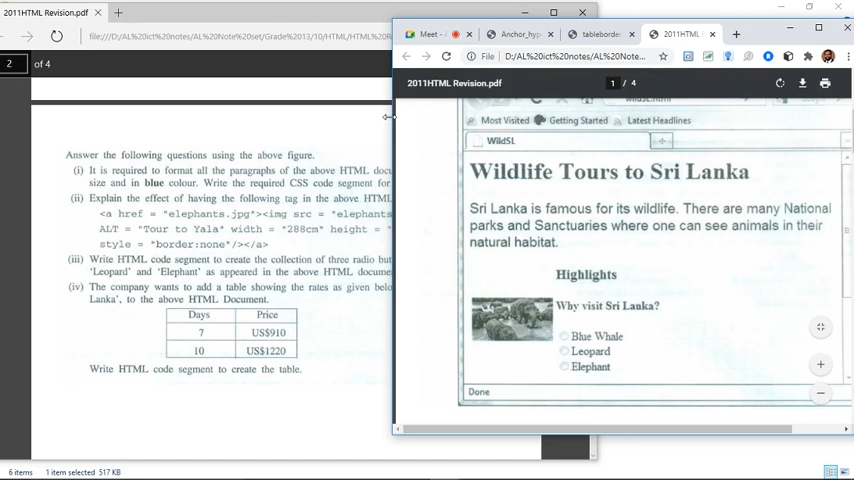 2011HTML Revision.pdf
file:///D:/AL%20ict%20notes/AL%20Note%20set/Grade%2013/10/HTML/HTML%20R
2 of 4
Answer the following questions using the above figure.
(i) It is required to format all the paragraphs of the above HTML
size and in blue colour. Write the required CSS code segment for
(ii) Explain the effect of having the following tag in the above HTML
<a href = "elephants.jpg"><img src = "elephants
ALT = "Tour to Yala" width = "288cm" height = "
style = "border:none"/></a>
(iii) Write HTML code segment to create the collection of three radio
'Leopard' and 'Elephant' as appeared in the above HTML
(iv) The company wants to add a table showing the rates as given
Lanka', to the above HTML Document.
Days Price
7 US$910
10 US$1220
Write HTML code segment to create the table.
6 items 1 item selected 517 KB
Meet - Anchor_hyp tableborder 2011HTML
File D:/AL%20ict%20notes/AL%20Note...
2011HTML Revision.pdf 1 / 4
Most Visited Getting Started Latest Headlines
WildSL
Wildlife Tours to Sri Lanka
Sri Lanka is famous for its wildlife. There are many National
parks and Sanctuaries where one can see animals in their
natural habitat.
Highlights
Why visit Sri Lanka?
Blue Whale
Leopard
Elephant
Done